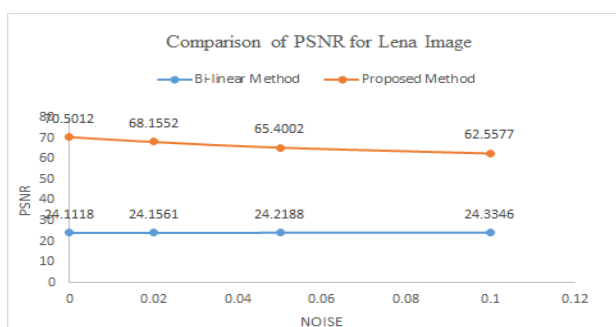 Comparison of PSNR for Lena Image
Bi-linear Method Proposed Method
80
70.5012 68.1552 65.4002 62.5577
70
60
50
40
30
24.1118 24.1561 24.2188 24.3346
20
10
0
0 0.02 0.04 0.06 0.08 0.1 0.12
PSNR
NOISE